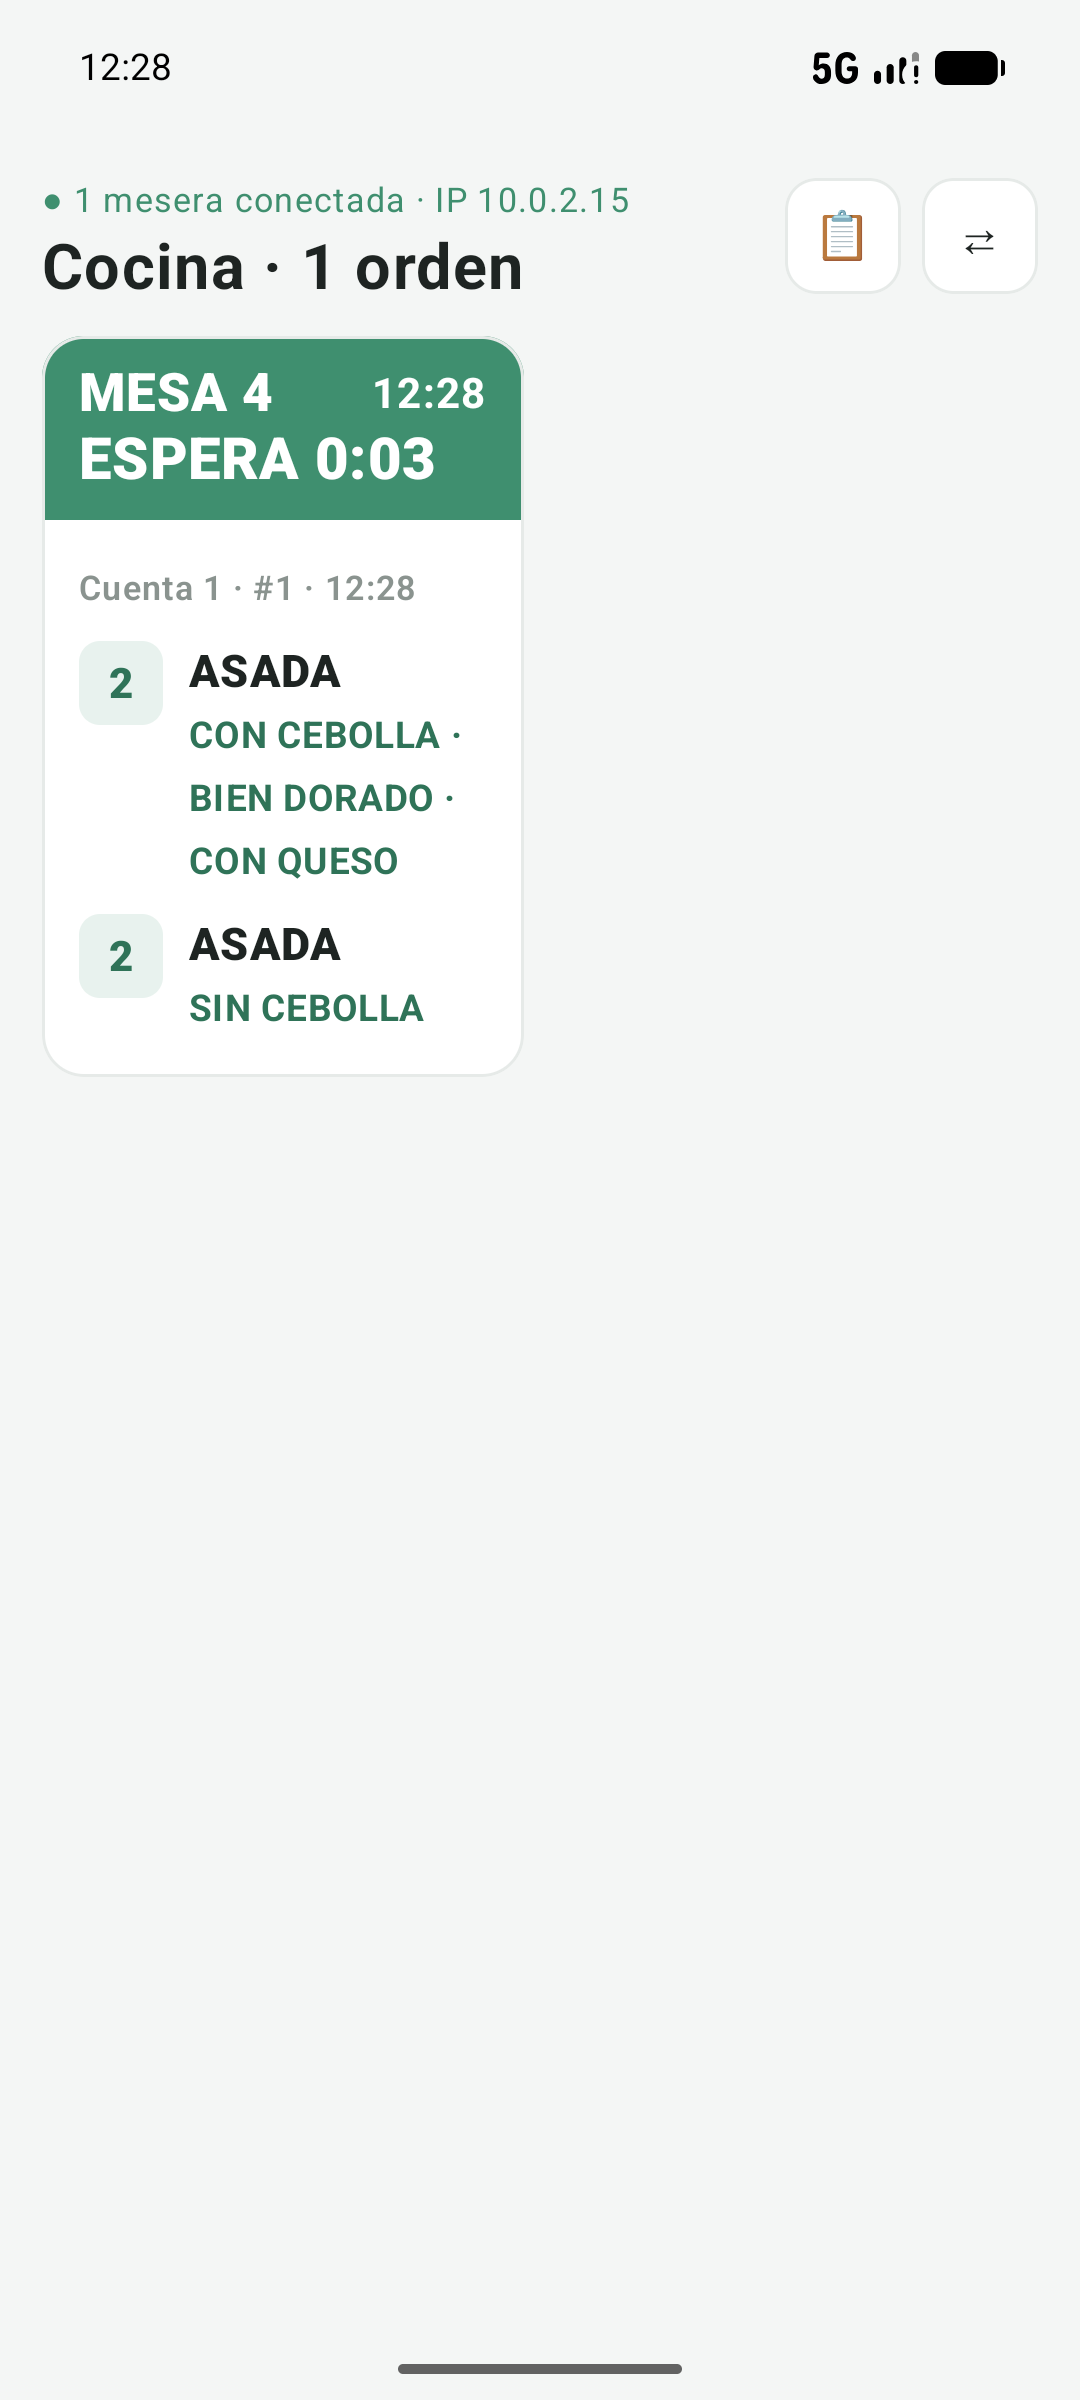 12:28
5G
● 1 mesera conectada · IP 10.0.2.15
Cocina · 1 orden
MESA 4 12:28
ESPERA 0:03
Cuenta 1 · #1 · 12:28
2 ASADA
CON CEBOLLA ·
BIEN DORADO ·
CON QUESO
2 ASADA
SIN CEBOLLA